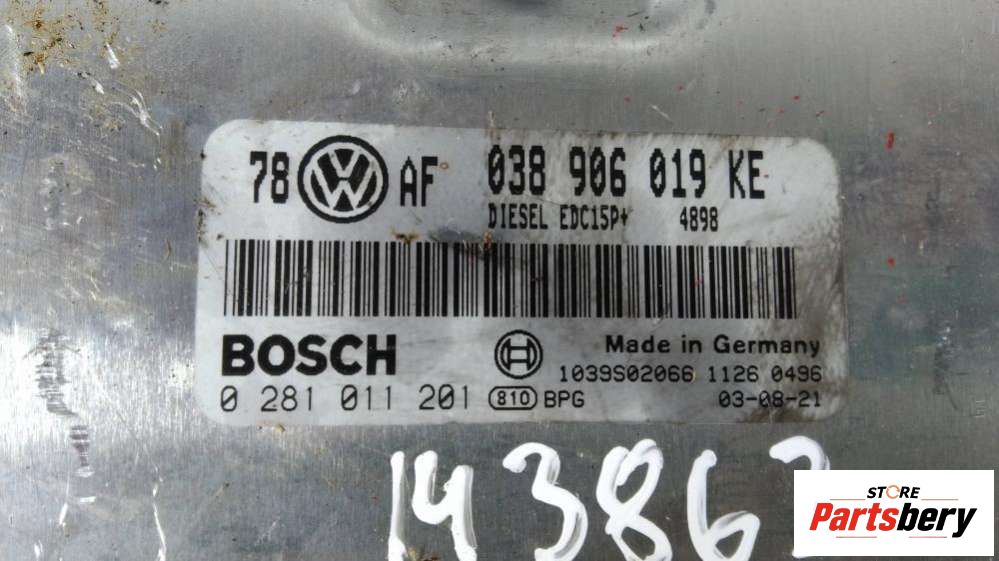 78 AF 038 906 019 KE
DIESEL EDC15P+ 4898
BOSCH
Made in Germany
1039S02066 1126 0496
0 281 011 201 810 BPG 03-08-21
14386
STORE
Partsbery